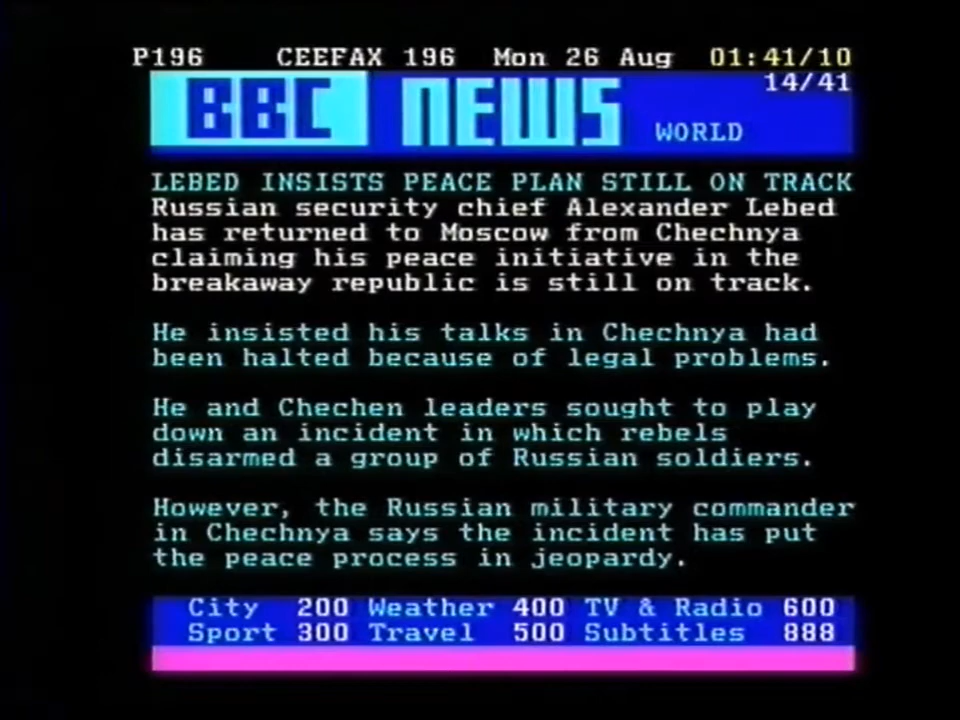 P196 CEEFAX 196 Mon 26 Aug 01:41/10
14/41
BBC NEWS WORLD
LEBED INSISTS PEACE PLAN STILL ON TRACK
Russian security chief Alexander Lebed
has returned to Moscow from Chechnya
claiming his peace initiative in the
breakaway republic is still on track.
He insisted his talks in Chechnya had
been halted because of legal problems.
He and Chechen leaders sought to play
down an incident in which rebels
disarmed a group of Russian soldiers.
However, the Russian military commander
in Chechnya says the incident has put
the peace process in jeopardy.
City 200 Weather 400 TV & Radio 600
Sport 300 Travel 500 Subtitles 888